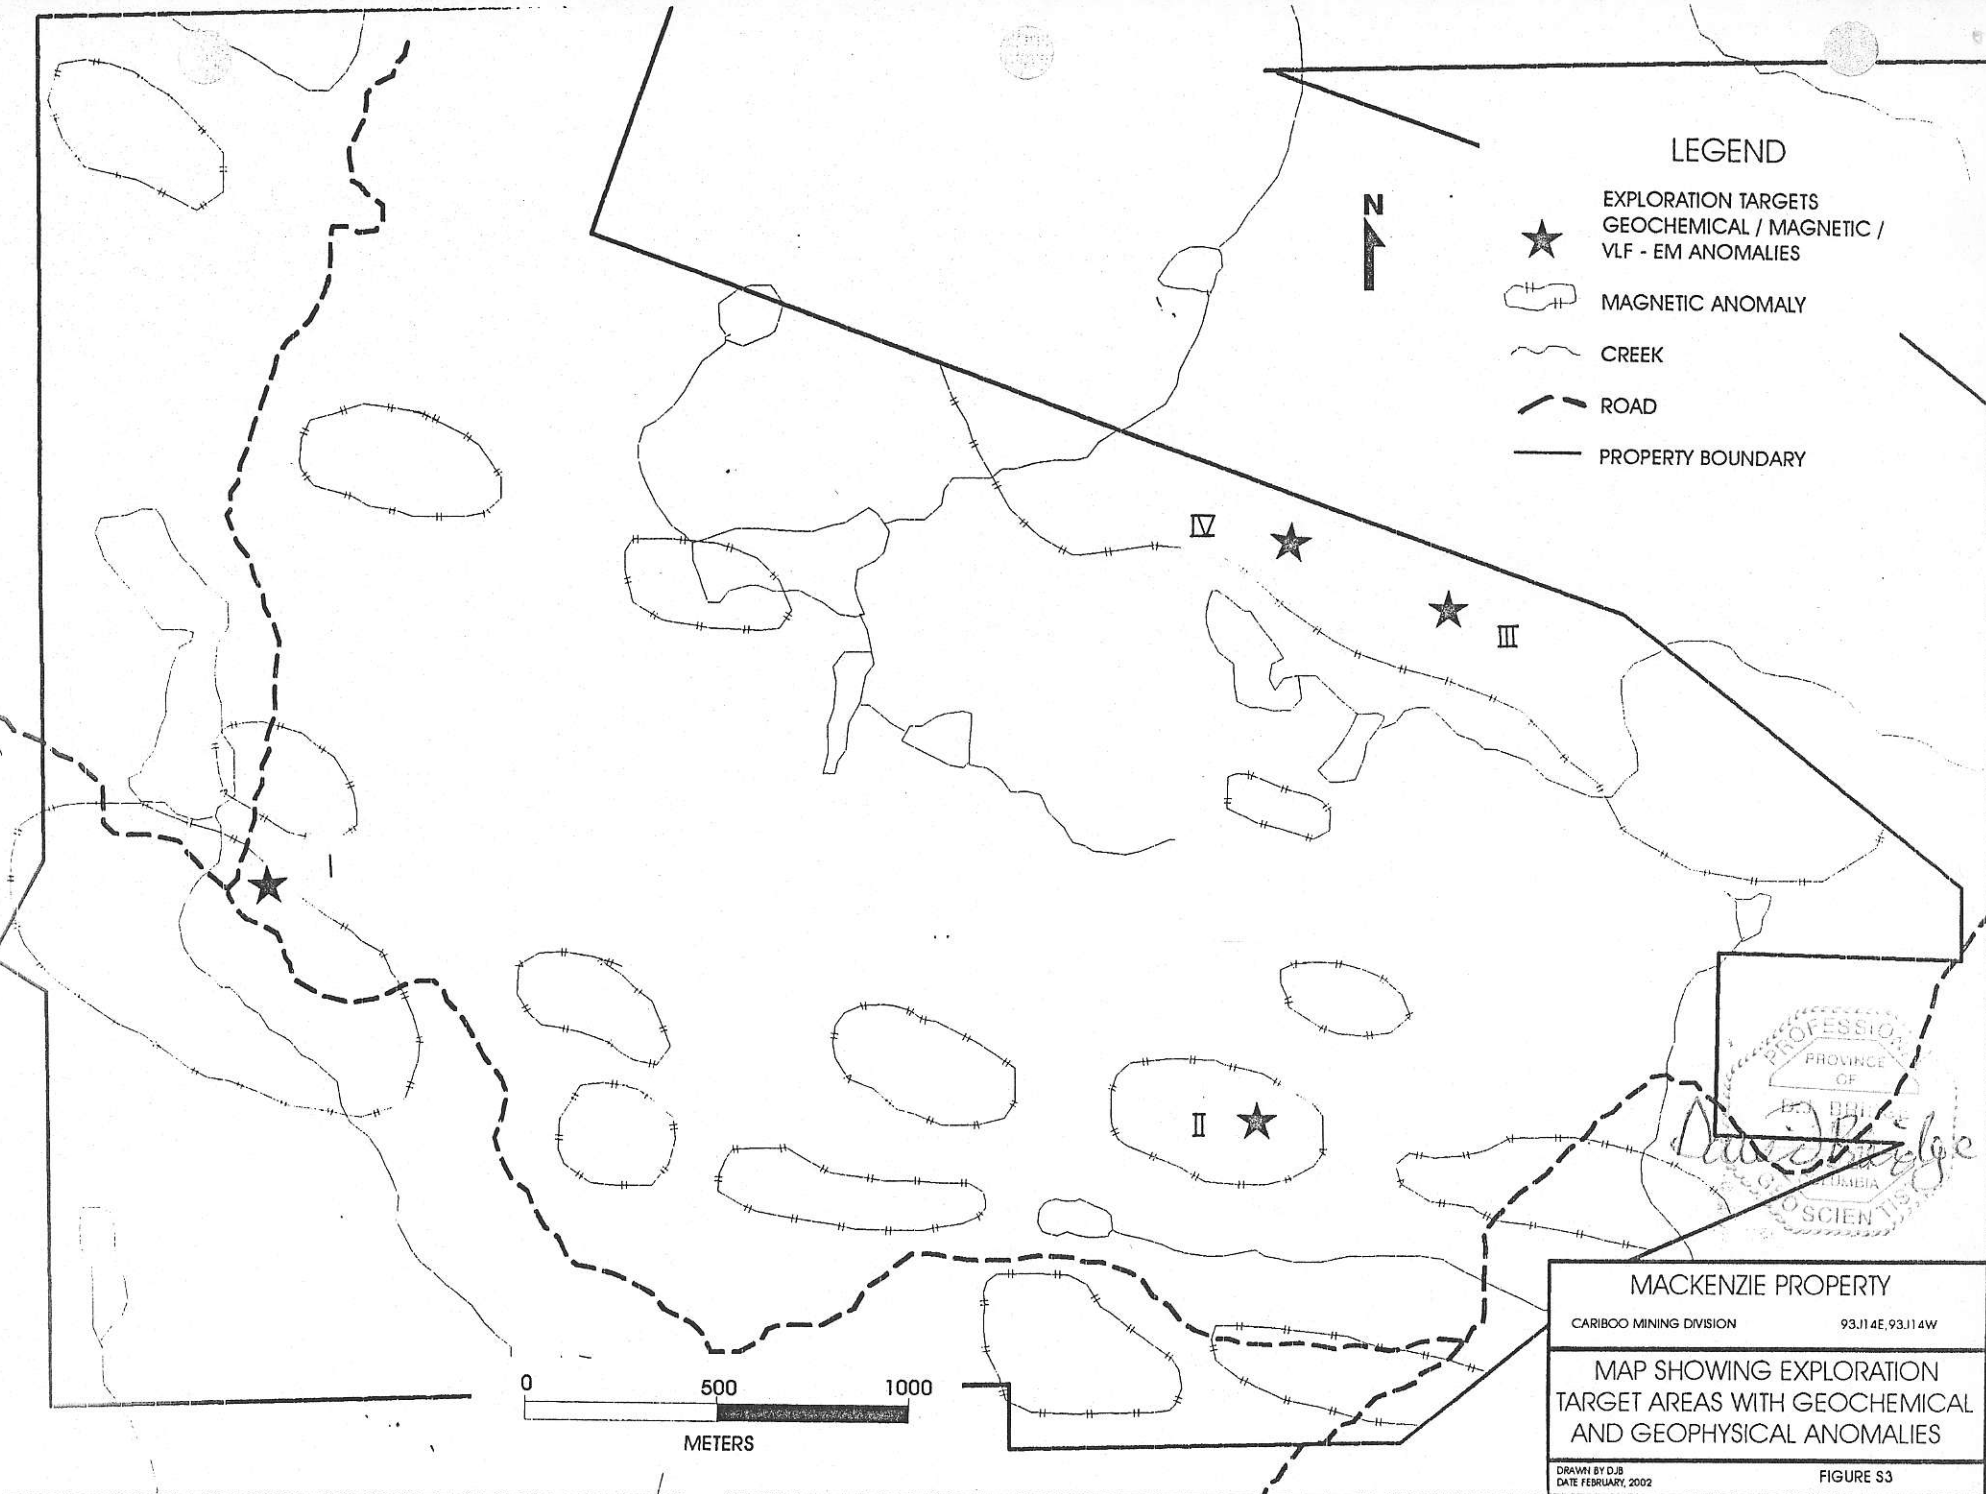 LEGEND
EXPLORATION TARGETS
GEOCHEMICAL / MAGNETIC /
VLF - EM ANOMALIES
MAGNETIC ANOMALY
CREEK
ROAD
PROPERTY BOUNDARY
N
IV
III
I
II
PROFESSION
PROVINCE
OF
SCIEN
0 500 1000
METERS
MACKENZIE PROPERTY
CARIBOO MINING DIVISION 93J14E,93J14W
MAP SHOWING EXPLORATION
TARGET AREAS WITH GEOCHEMICAL
AND GEOPHYSICAL ANOMALIES
DRAWN BY DJB
DATE FEBRUARY, 2002
FIGURE S3